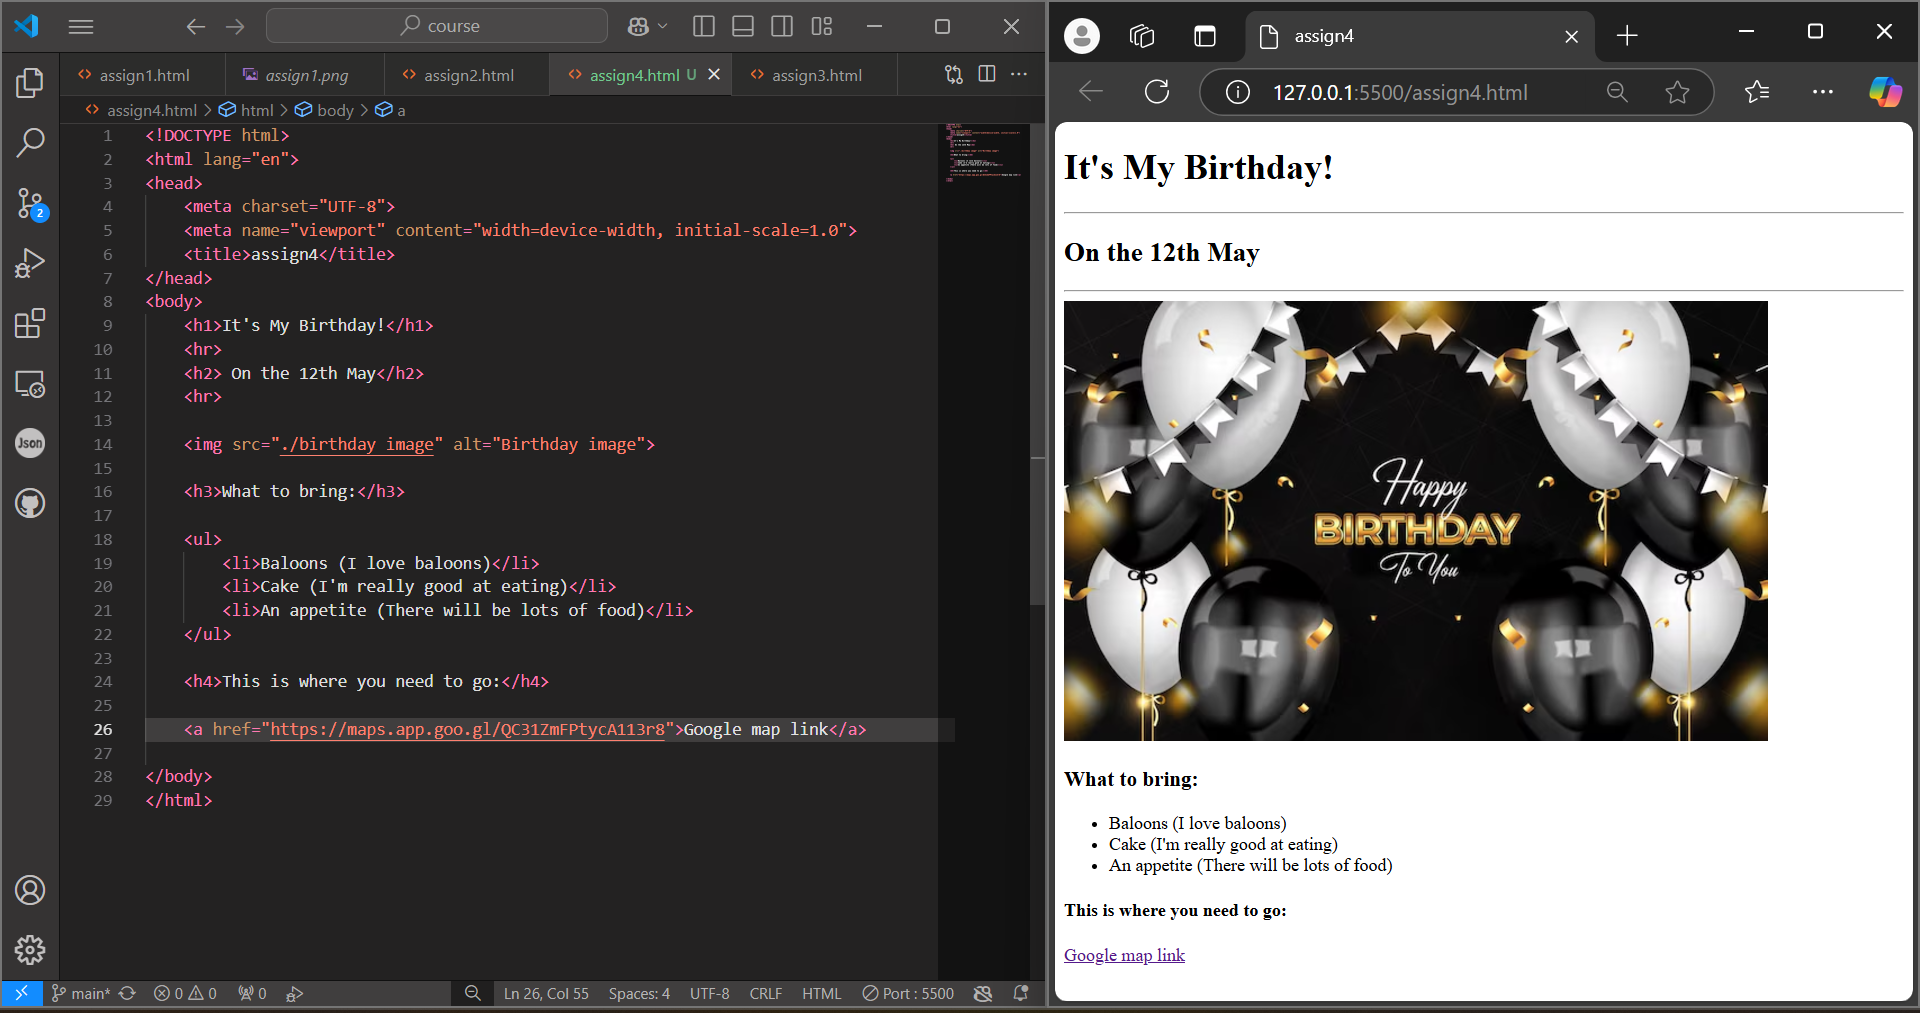 course
assign1.html
assign1.png
assign2.html
assign4.html U
assign3.html
assign4.html > html > body > a
1 <!DOCTYPE html>
2 <html lang="en">
3 <head>
4 <meta charset="UTF-8">
5 <meta name="viewport" content="width=device-width, initial-scale=1.0">
6 <title>assign4</title>
7 </head>
8 <body>
9 <h1>It's My Birthday!</h1>
10 <hr>
11 <h2> On the 12th May</h2>
12 <hr>
13
14 <img src="./birthday image" alt="Birthday image">
15
16 <h3>What to bring:</h3>
17
18 <ul>
19 <li>Baloons (I love baloons)</li>
20 <li>Cake (I'm really good at eating)</li>
21 <li>An appetite (There will be lots of food)</li>
22 </ul>
23
24 <h4>This is where you need to go:</h4>
25
26 <a href="https://maps.app.goo.gl/QC31ZmFPtycA113r8">Google map link</a>
27
28 </body>
29 </html>
2
Json
main* 0 0 0 Ln 26, Col 55 Spaces: 4 UTF-8 CRLF HTML Port : 5500
assign4
127.0.0.1:5500/assign4.html
It's My Birthday!
On the 12th May
Happy
BIRTHDAY
To You
What to bring:
• Baloons (I love baloons)
• Cake (I'm really good at eating)
• An appetite (There will be lots of food)
This is where you need to go:
Google map link